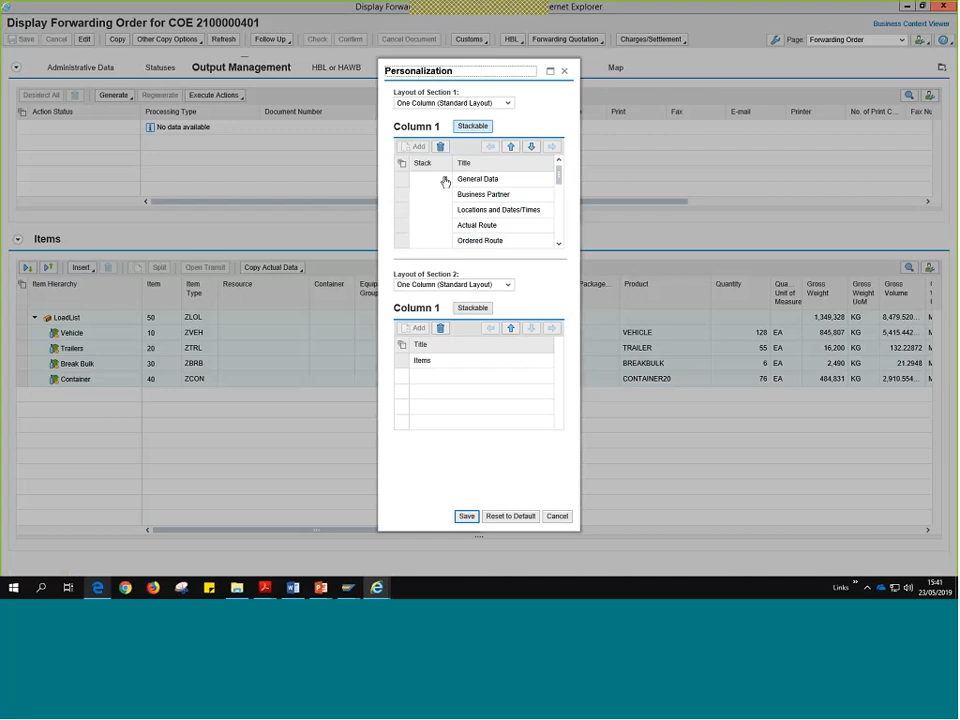 Display Forwa
ernet Explorer
Display Forwarding Order for COE 2100000401
Business Context Viewer
Save Cancel Edit Copy Other Copy Options Refresh Follow Up Check Confirm Cancel Document Customs HBL Forwarding Quotation Charges/Settlement Page: Forwarding Order
Administrative Data Statuses Output Management HBL or HAWB Map
Deselect All Generate Regenerate Execute Actions
Action Status Processing Type Document Number Print Fax E-mail Printer No. of Print C... Fax Nu
No data available
Items
Split Open Transit Copy Actual Data
Insert
Item Hierarchy Item Item Type Resource Container Equip Group Package... Product Quantity Qua... Unit of Measure Gross Weight Gross Weight UoM Gross Volume
LoadList 50 ZLOL 1,349,328 KG 8,479.520...
Vehicle 10 ZVEH VEHICLE 128 EA 845,807 KG 5,415.442...
Trailers 20 ZTRL TRAILER 55 EA 16,200 KG 132.22872
Break Bulk 30 ZBRB BREAKBULK 6 EA 2,490 KG 21.2948
Container 40 ZCON CONTAINER20 76 EA 484,831 KG 2,910.554...
Personalization
Layout of Section 1:
One Column (Standard Layout)
Column 1 Stackable
Add
Stack Title
General Data
Business Partner
Locations and Dates/Times
Actual Route
Ordered Route
Layout of Section 2:
One Column (Standard Layout)
Column 1 Stackable
Add
Title
Items
Save Reset to Default Cancel
Links 15:41
23/05/2019